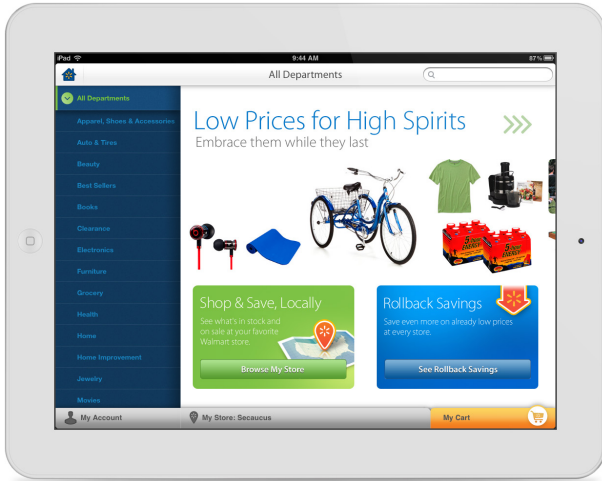 iPad
9:44 AM
87%
All Departments
All Departments
Apparel, Shoes & Accessories
Auto & Tires
Beauty
Best Sellers
Books
Clearance
Electronics
Furniture
Grocery
Health
Home
Home Improvement
Jewelry
Movies
Low Prices for High Spirits
Embrace them while they last
5-hour
ENERGY
Shop & Save, Locally
See what's in stock and
on sale at your favorite
Walmart store.
Browse My Store
Rollback Savings
Save even more on already low prices
at every store.
See Rollback Savings
My Account
My Store: Secaucus
My Cart